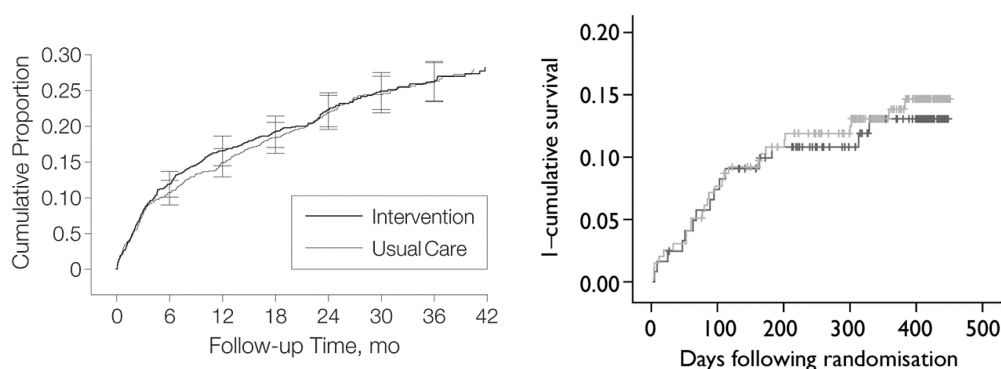 0.30
0.25
0.20
0.15
0.10
0.5
0
Cumulative Proportion
Intervention
Usual Care
0 6 12 18 24 30 36 42
Follow-up Time, mo
0.20
0.15
0.10
0.05
0.00
1–cumulative survival
0 100 200 300 400 500
Days following randomisation